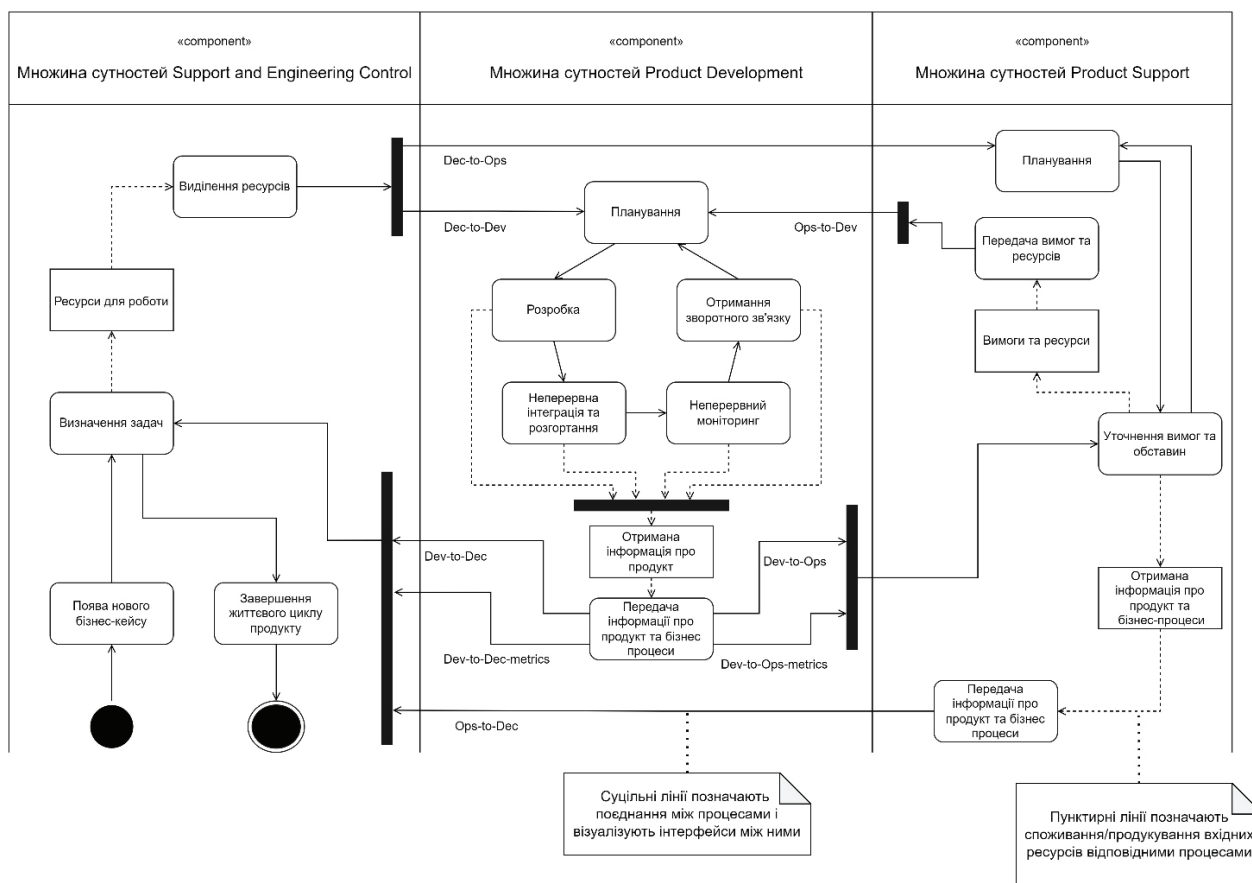 «component»
Множина сутностей Support and Engineering Control
«component»
Множина сутностей Product Development
«component»
Множина сутностей Product Support
Виділення ресурсів
Ресурси для роботи
Визначення задач
Поява нового
бізнес-кейсу
Завершення
життєвого циклу
продукту
Dec-to-Ops
Dec-to-Dev
Планування
Ops-to-Dev
Розробка
Отримання
зворотного зв'язку
Неперервна
інтеграція та
розгортання
Неперервний
моніторинг
Отримана
інформація про
продукт
Dev-to-Dec
Dev-to-Ops
Передача
інформації про
продукт та бізнес
процеси
Dev-to-Dec-metrics
Dev-to-Ops-metrics
Ops-to-Dec
Планування
Передача вимог та
ресурсів
Вимоги та ресурси
Уточнення вимог та
обставин
Отримана
інформація про
продукт та
бізнес-процеси
Передача
інформації про
продукт та бізнес
процеси
Суцільні лінії позначають
поєднання між процесами і
візуалізують інтерфейси між ними
Пунктирні лінії позначають
споживання/продукування вхідних
ресурсів відповідними процесами